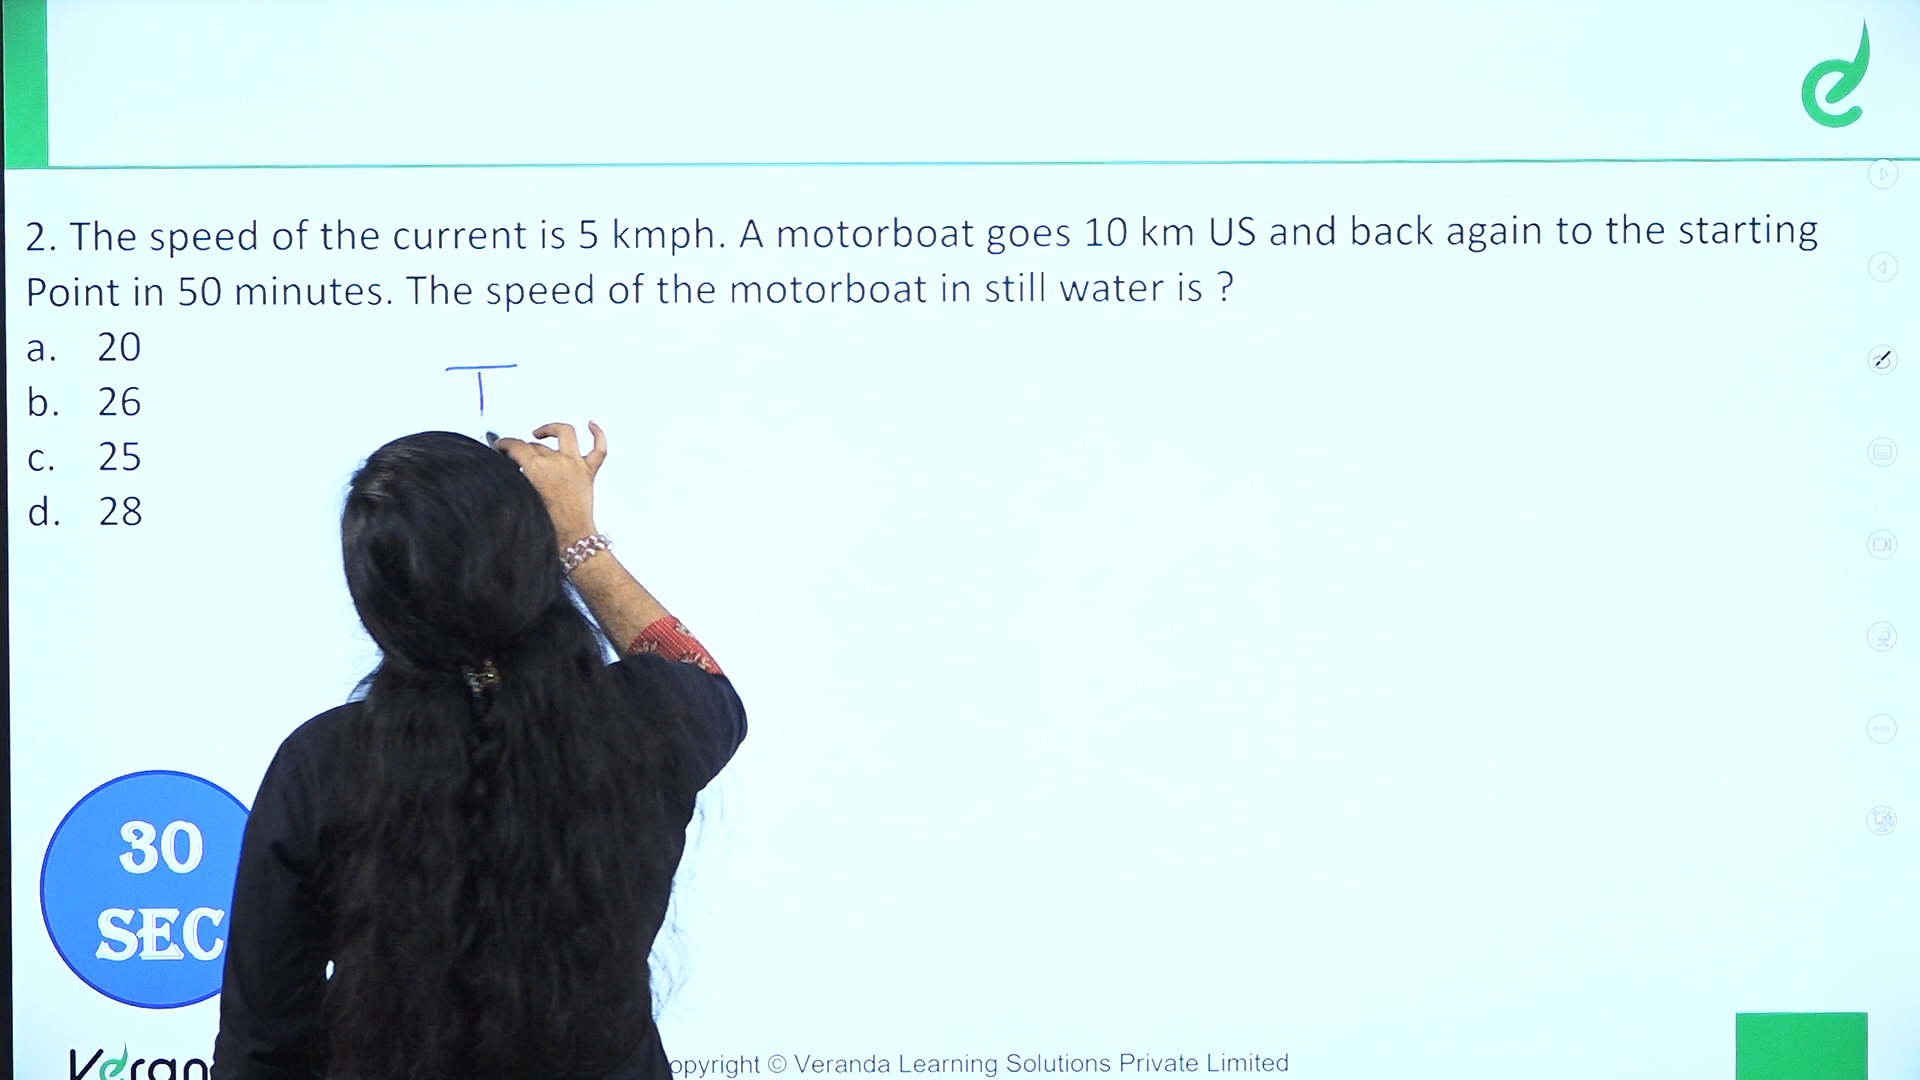 2. The speed of the current is 5 kmph. A motorboat goes 10 km US and back again to the starting
Point in 50 minutes. The speed of the motorboat in still water is ?
a. 20
b. 26
c. 25
d. 28
T
30
SEC
opyright © Veranda Learning Solutions Private Limited